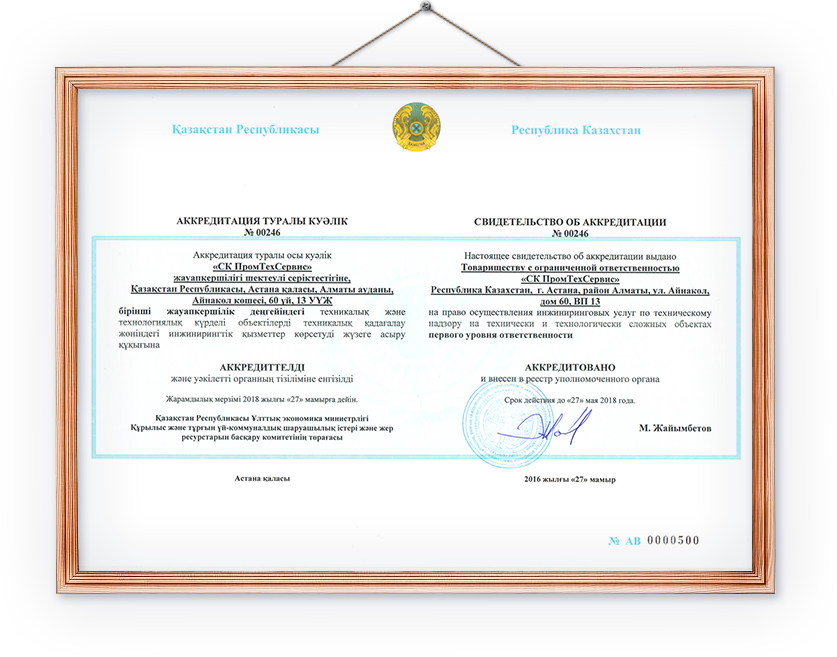 Қазақстан Республикасы
Республика Казахстан
АККРЕДИТАЦИЯ ТУРАЛЫ КУӘЛІК
№ 00246
Аккредитация туралы осы куәлік
«СК ПромТехСервис»
жауапкершілігі шектеулі серіктестігіне,
Қазақстан Республикасы, Астана қаласы, Алматы ауданы,
Айнакол көшесі, 60 үй, 13 УҮЖ
бірінші жауапкершілік деңгейіндегі техникалық және
технологиялық күрделі объектілерді техникалық қадағалау
жөніндегі инжинирингтік қызметтер көрсетуді жүзеге асыру
құқығына
АККРЕДИТТЕЛДІ
және уәкілетті органның тізіліміне енгізілді
Жарамдылық мерзімі 2018 жылғы «27» мамырға дейін.
Қазақстан Республикасы Ұлттық экономика министрлігі
Құрылыс және тұрғын үй-коммуналдық шаруашылық істері және жер
ресурстарын басқару комитетінің төрағасы
СВИДЕТЕЛЬСТВО ОБ АККРЕДИТАЦИИ
№ 00246
Настоящее свидетельство об аккредитации выдано
Товариществу с ограниченной ответственностью
«СК ПромТехСервис»
Республика Казахстан, г. Астана, район Алматы, ул. Айнакол,
дом 60, ВП 13
на право осуществления инжиниринговых услуг по техническому
надзору на технически и технологически сложных объектах
первого уровня ответственности
АККРЕДИТОВАНО
и внесен в реестр уполномоченного органа
Срок действия до «27» мая 2018 года.
М. Жайымбетов
Астана қаласы
2016 жылғы «27» мамыр
№ АВ 0000500